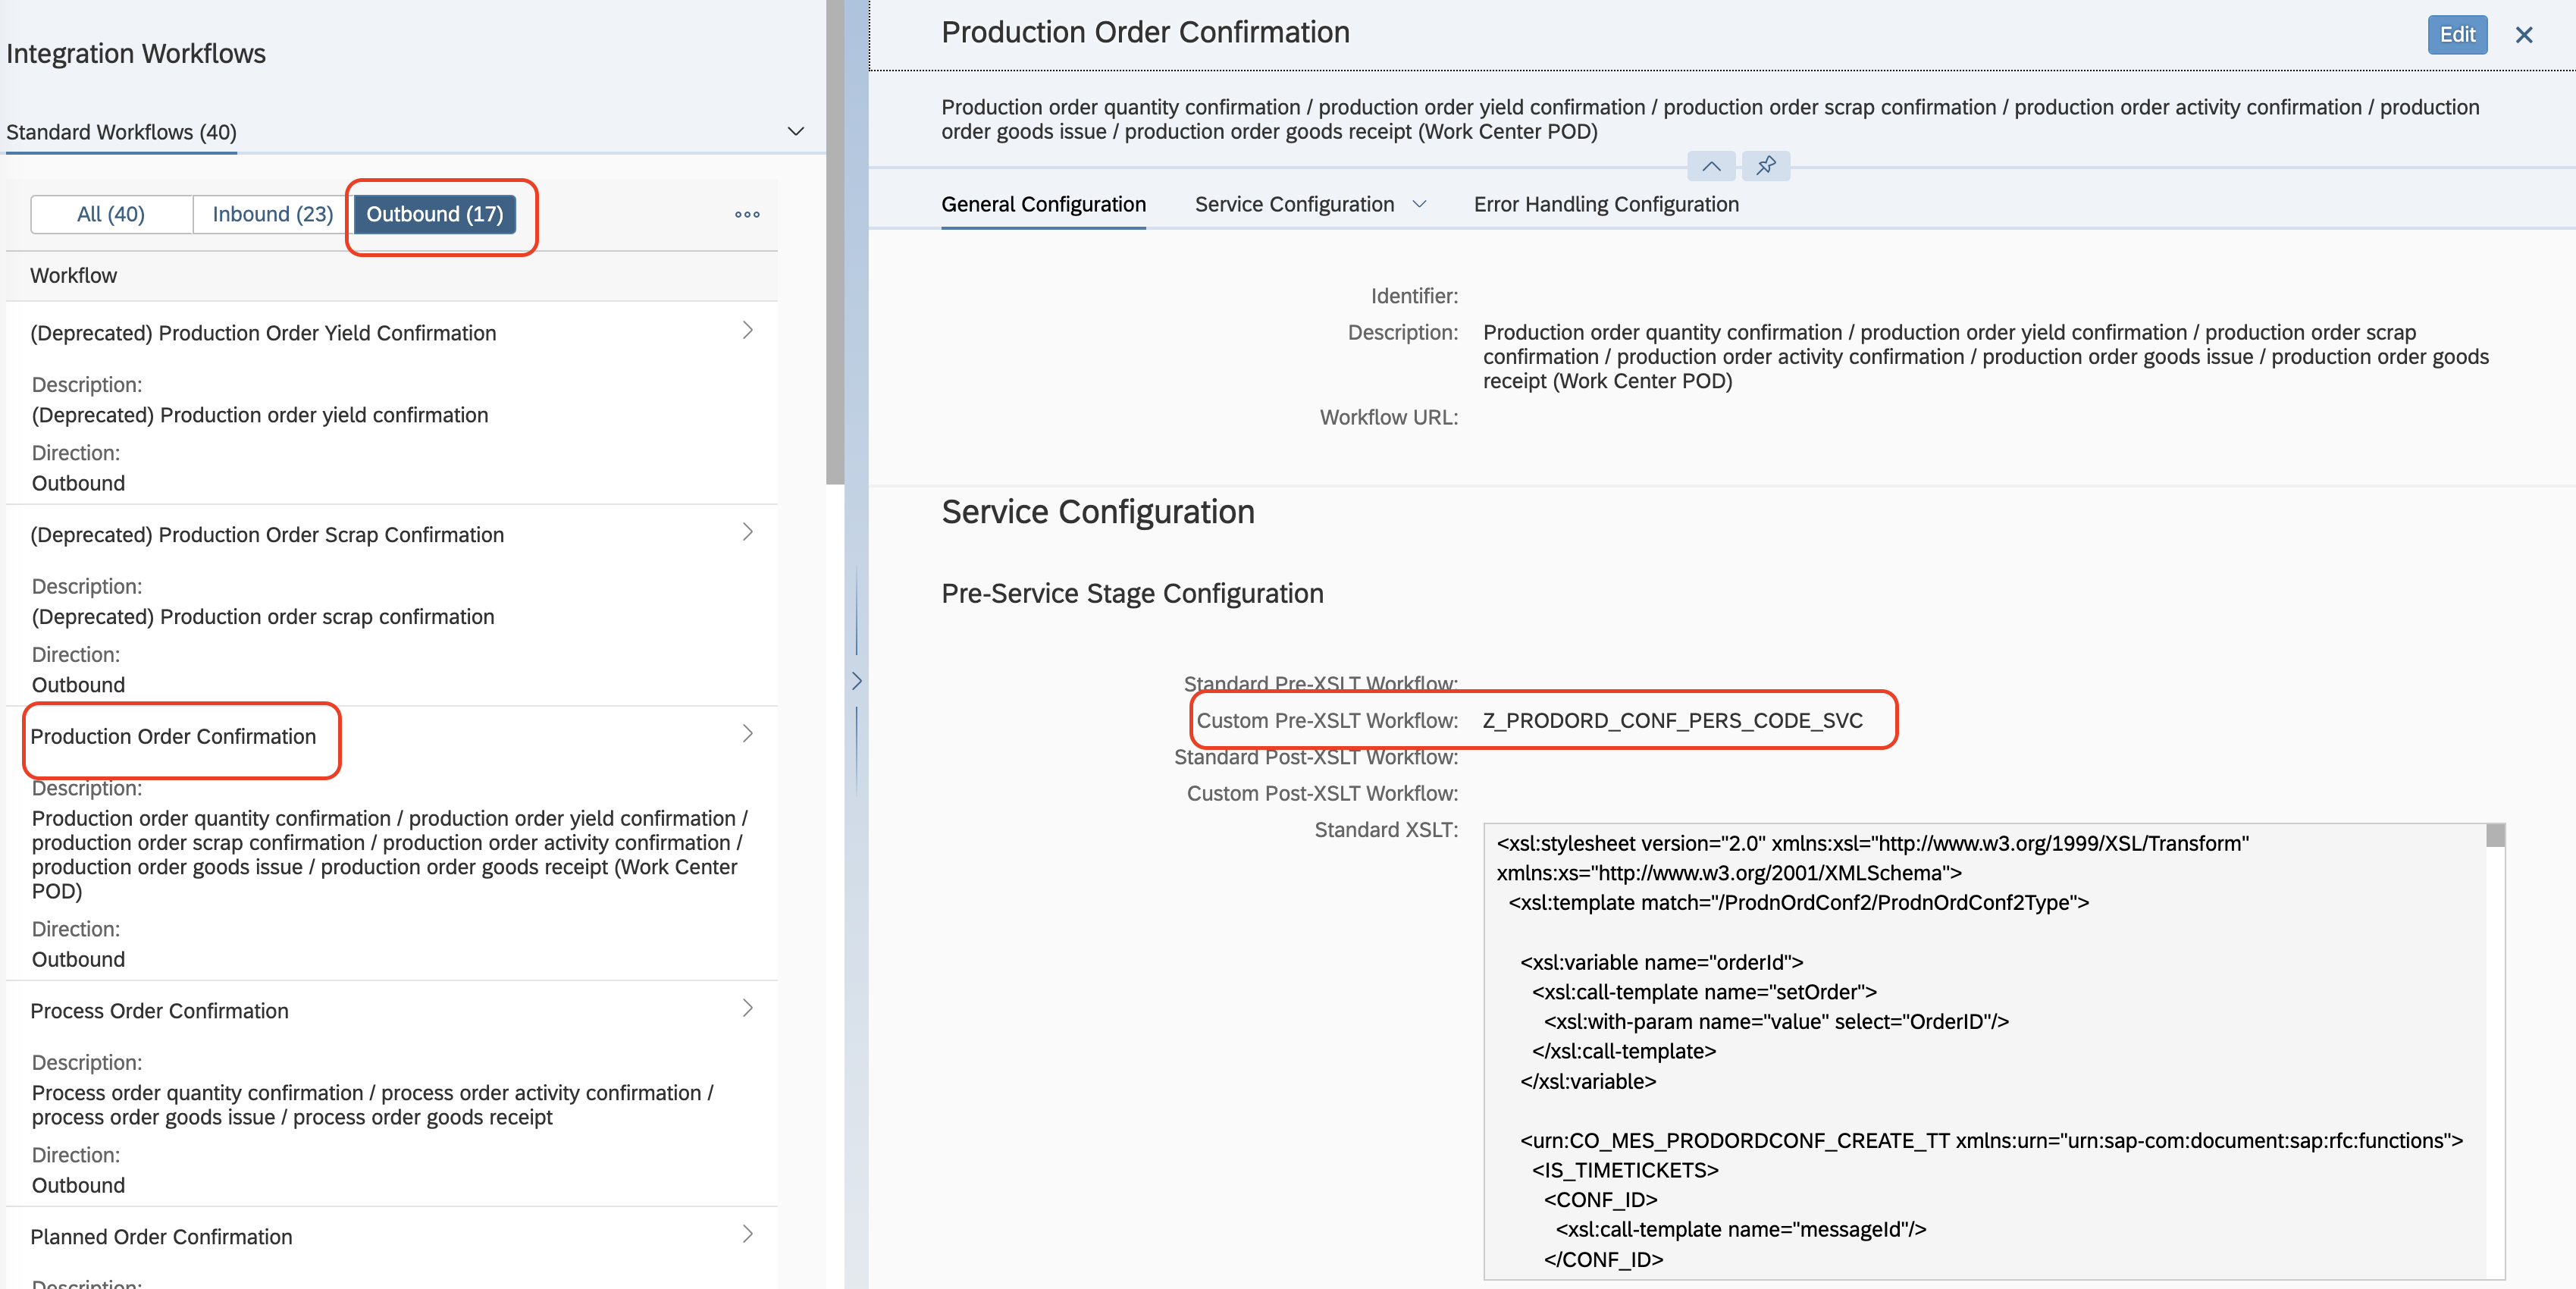 Integration Workflows
Standard Workflows (40)
All (40)
Inbound (23)
Outbound (17)
Workflow
(Deprecated) Production Order Yield Confirmation
Description:
(Deprecated) Production order yield confirmation
Direction:
Outbound
(Deprecated) Production Order Scrap Confirmation
Description:
(Deprecated) Production order scrap confirmation
Direction:
Outbound
Production Order Confirmation
Description:
Production order quantity confirmation / production order yield confirmation /
production order scrap confirmation / production order activity confirmation /
production order goods issue / production order goods receipt (Work Center
POD)
Direction:
Outbound
Process Order Confirmation
Description:
Process order quantity confirmation / process order activity confirmation /
process order goods issue / process order goods receipt
Direction:
Outbound
Planned Order Confirmation
Description:
Production Order Confirmation
Edit
Production order quantity confirmation / production order yield confirmation / production order scrap confirmation / production order activity confirmation / production
order goods issue / production order goods receipt (Work Center POD)
General Configuration
Service Configuration
Error Handling Configuration
Identifier:
Description: Production order quantity confirmation / production order yield confirmation / production order scrap
confirmation / production order activity confirmation / production order goods issue / production order goods
receipt (Work Center POD)
Workflow URL:
Service Configuration
Pre-Service Stage Configuration
Standard Pre-XSLT Workflow:
Custom Pre-XSLT Workflow: Z_PRODORD_CONF_PERS_CODE_SVC
Standard Post-XSLT Workflow:
Custom Post-XSLT Workflow:
Standard XSLT:
<xsl:stylesheet version="2.0" xmlns:xsl="http://www.w3.org/1999/XSL/Transform"
xmlns:xs="http://www.w3.org/2001/XMLSchema">
<xsl:template match="/ProdnOrdConf2/ProdnOrdConf2Type">
<xsl:variable name="orderId">
<xsl:call-template name="setOrder">
<xsl:with-param name="value" select="OrderID"/>
</xsl:call-template>
</xsl:variable>
<urn:CO_MES_PRODORDCONF_CREATE_TT xmlns:urn="urn:sap-com:document:sap:rfc:functions">
<IS_TIMETICKETS>
<CONF_ID>
<xsl:call-template name="messageId"/>
</CONF_ID>